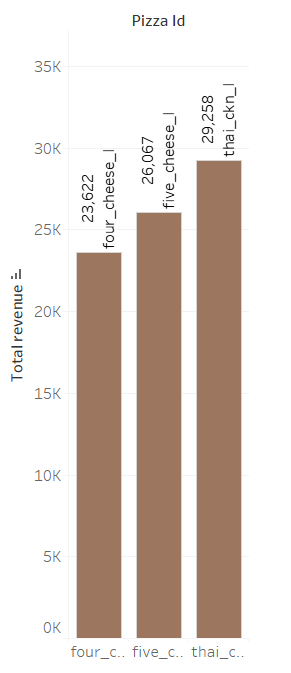 Pizza Id
35K
30K
25K
20K
15K
10K
5K
0K
Total revenue
23,622
four_cheese_l
26,067
five_cheese_l
29,258
thai_ckn_l
four_c..
five_c..
thai_c..